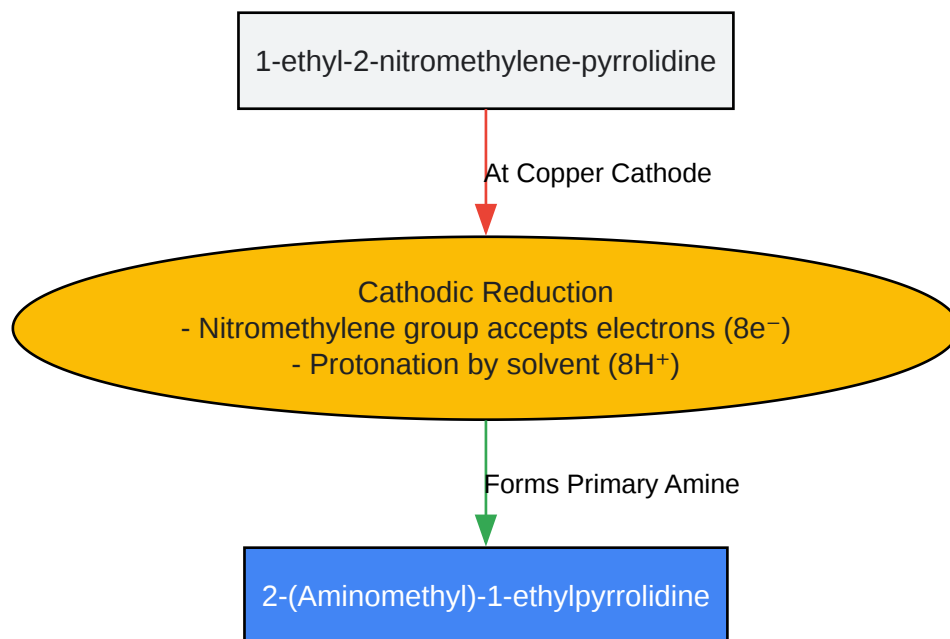 1-ethyl-2-nitromethylene-pyrrolidine
At Copper Cathode
Cathodic Reduction
- Nitromethylene group accepts electrons (8e⁻)
- Protonation by solvent (8H⁺)
Forms Primary Amine
2-(Aminomethyl)-1-ethylpyrrolidine